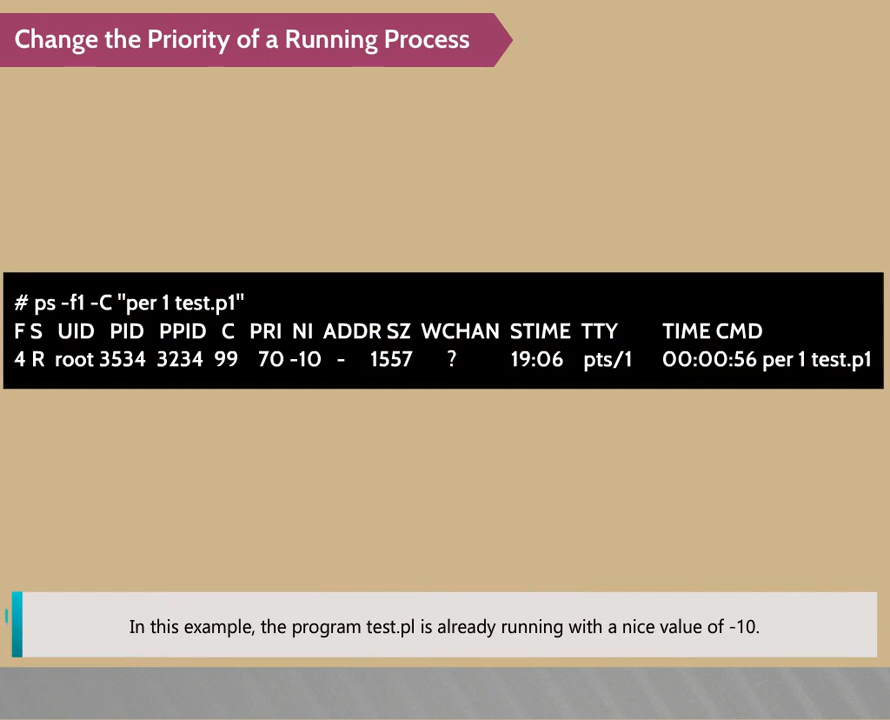 Change the Priority of a Running Process
# ps -f1 -C "per 1 test.p1"
F S UID PID PPID C PRI NI ADDR SZ WCHAN STIME TTY TIME CMD
4 R root 3534 3234 99 70 -10 - 1557 ? 19:06 pts/1 00:00:56 per 1 test.p1
In this example, the program test.pl is already running with a nice value of -10.